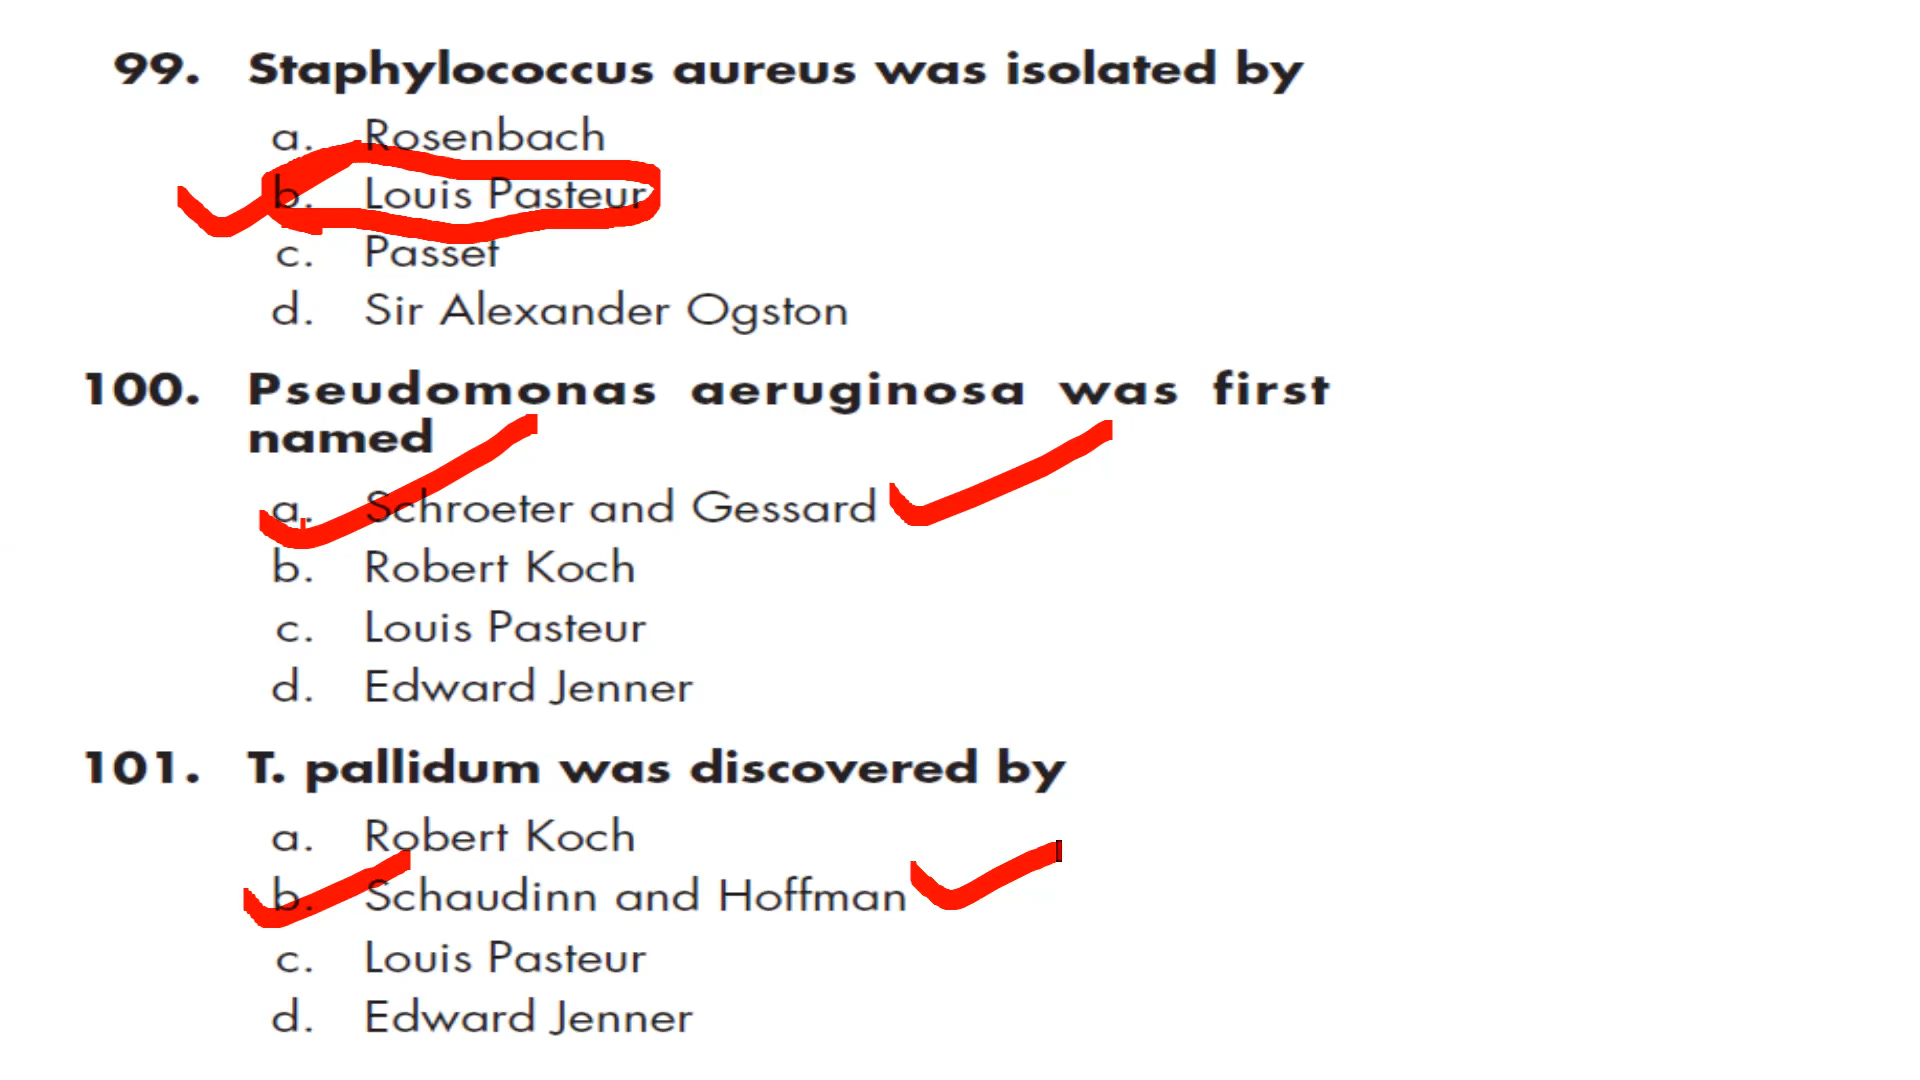 99. Staphylococcus aureus was isolated by
a. Rosenbach
b. Louis Pasteur
c. Passet
d. Sir Alexander Ogston
100. Pseudomonas aeruginosa was first
named
a. Schroeter and Gessard
b. Robert Koch
c. Louis Pasteur
d. Edward Jenner
101. T. pallidum was discovered by
a. Robert Koch
b. Schaudinn and Hoffman
c. Louis Pasteur
d. Edward Jenner